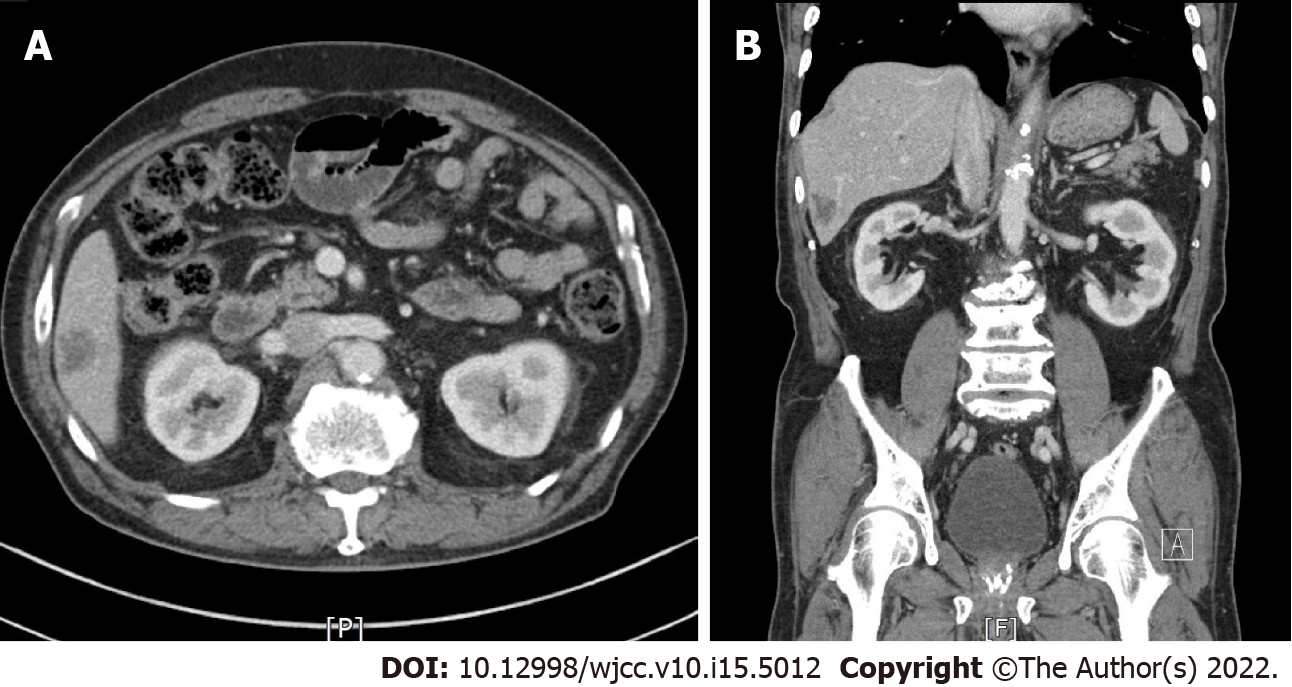 A
B
A
[P]
[F]
DOI: 10.12998/wjcc.v10.i15.5012 Copyright ©The Author(s) 2022.